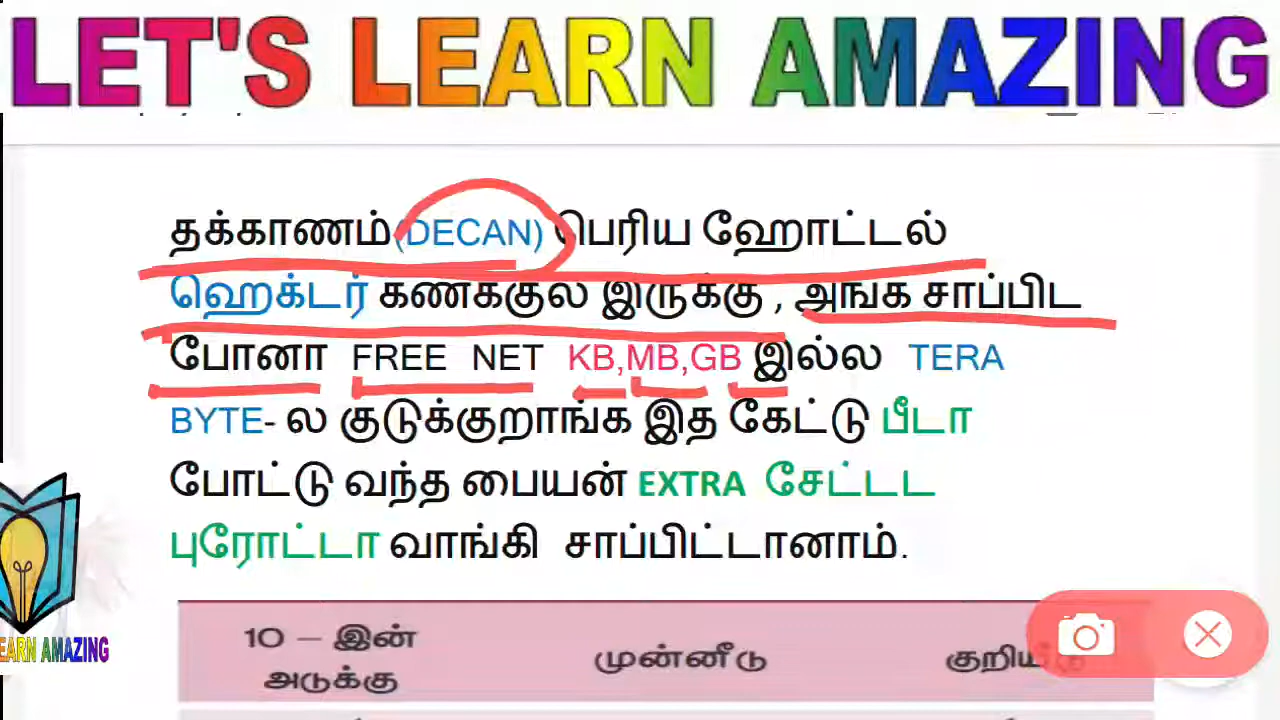 LET'S LEARN AMAZING
தக்காணம்(DECAN) பெரிய ஹோட்டல்
ஹெக்டர் கணக்குல இருக்கு , அங்க சாப்பிட
போனா FREE NET KB,MB,GB இல்ல TERA
BYTE- ல குடுக்குறாங்க இத கேட்டு பீடா
போட்டு வந்த பையன் EXTRA சேட்டட
புரோட்டா வாங்கி சாப்பிட்டானாம்.
EARN AMAZING
10 – இன் அடுக்கு முன்னீடு குறியீடு